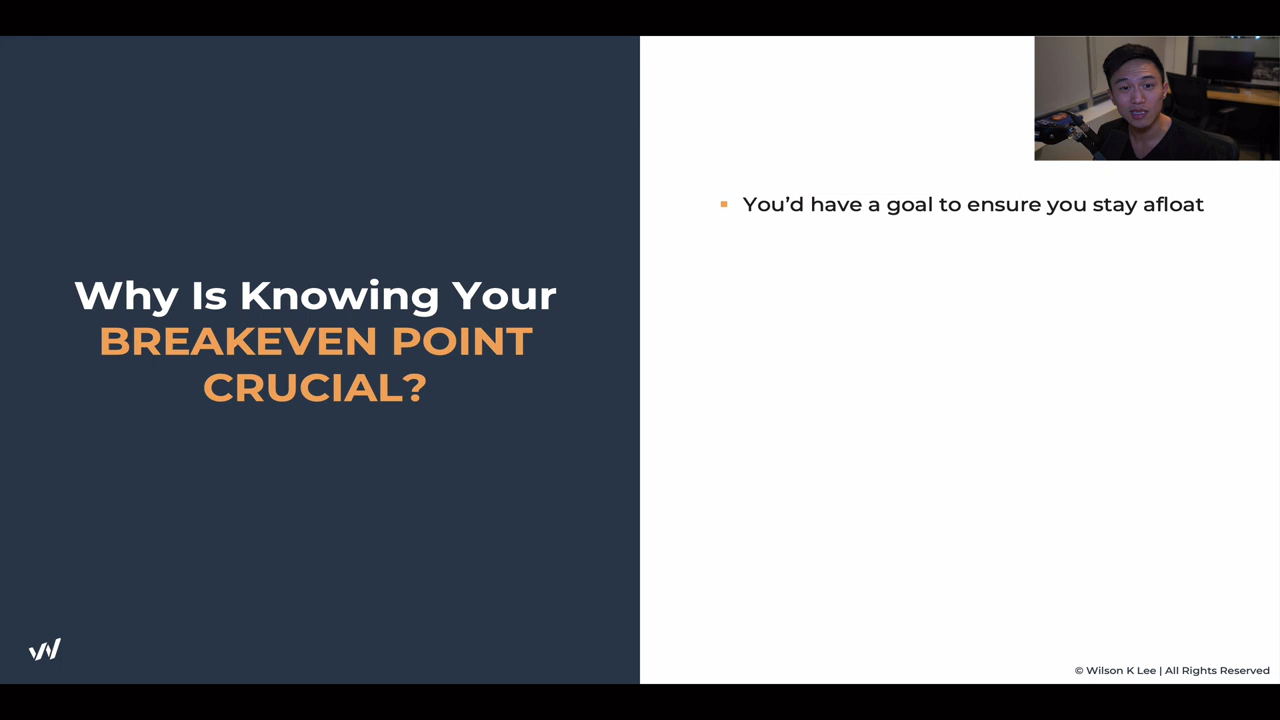 Why Is Knowing Your
BREAKEVEN POINT
CRUCIAL?
▪ You’d have a goal to ensure you stay afloat
© Wilson K Lee | All Rights Reserved